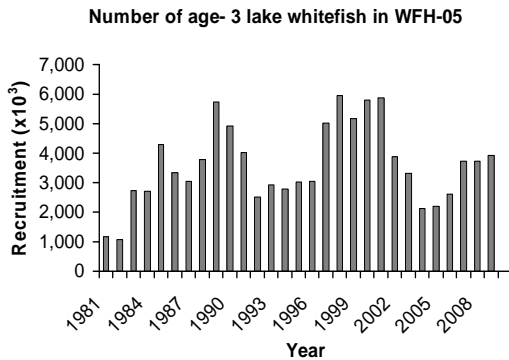 Number of age- 3 lake whitefish in WFH-05
Recruitment (x10³)
7,000
6,000
5,000
4,000
3,000
2,000
1,000
0
1981 1984 1987 1990 1993 1996 1999 2002 2005 2008
Year